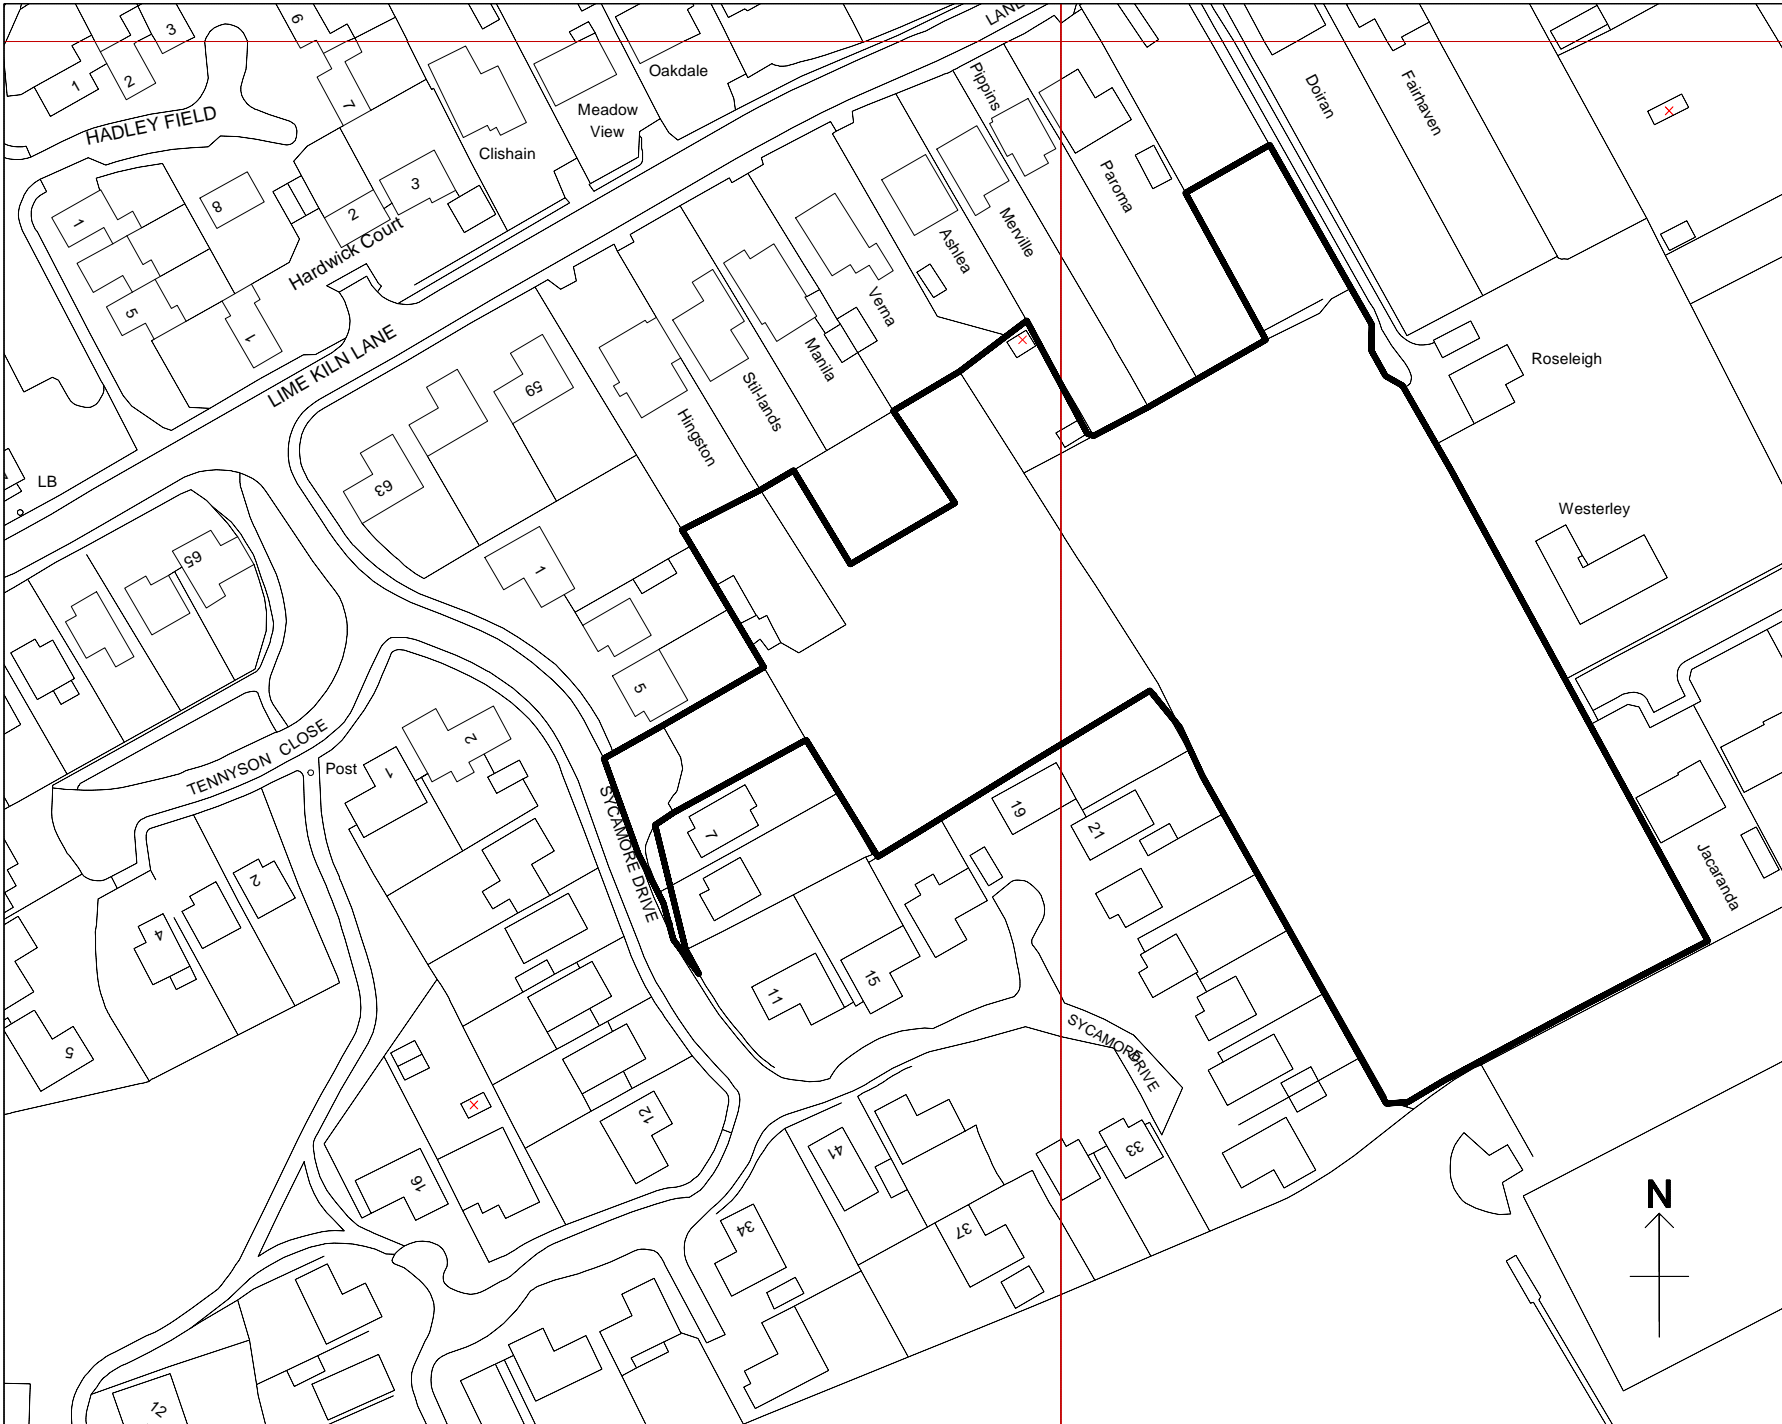 LANE
3
6
1
2
Oakdale
7
Meadow
View
HADLEY FIELD
Clishain
Pippins
Doiran
Fairhaven
8
3
2
1
Hardwick Court
Paroma
Merville
Ashlea
5
1
Verna
LIME KILN LANE
Manila
Roseleigh
59
Stil-lands
Hingston
63
LB
Westerley
65
1
5
TENNYSON CLOSE
2
1
Post
SYCAMORE DRIVE
7
19
21
Jacaranda
2
4
11
15
5
SYCAMORE DRIVE
12
41
33
16
34
37
N
12